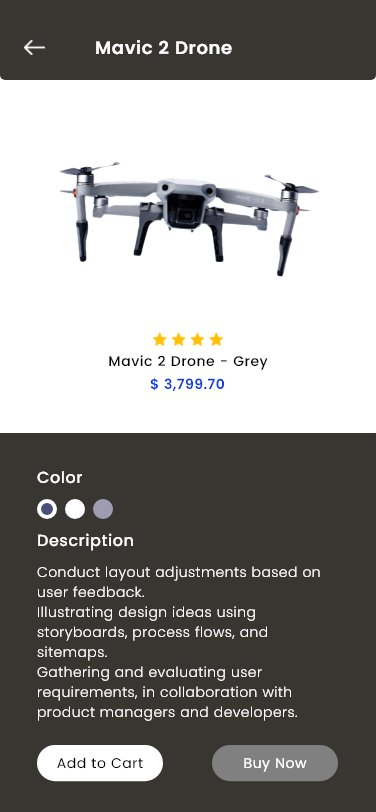 Mavic 2 Drone
Mavic 2 Drone - Grey
$ 3,799.70
Color
Description
Conduct layout adjustments based on
user feedback.
Illustrating design ideas using
storyboards, process flows, and
sitemaps.
Gathering and evaluating user
requirements, in collaboration with
product managers and developers.
Add to Cart
Buy Now